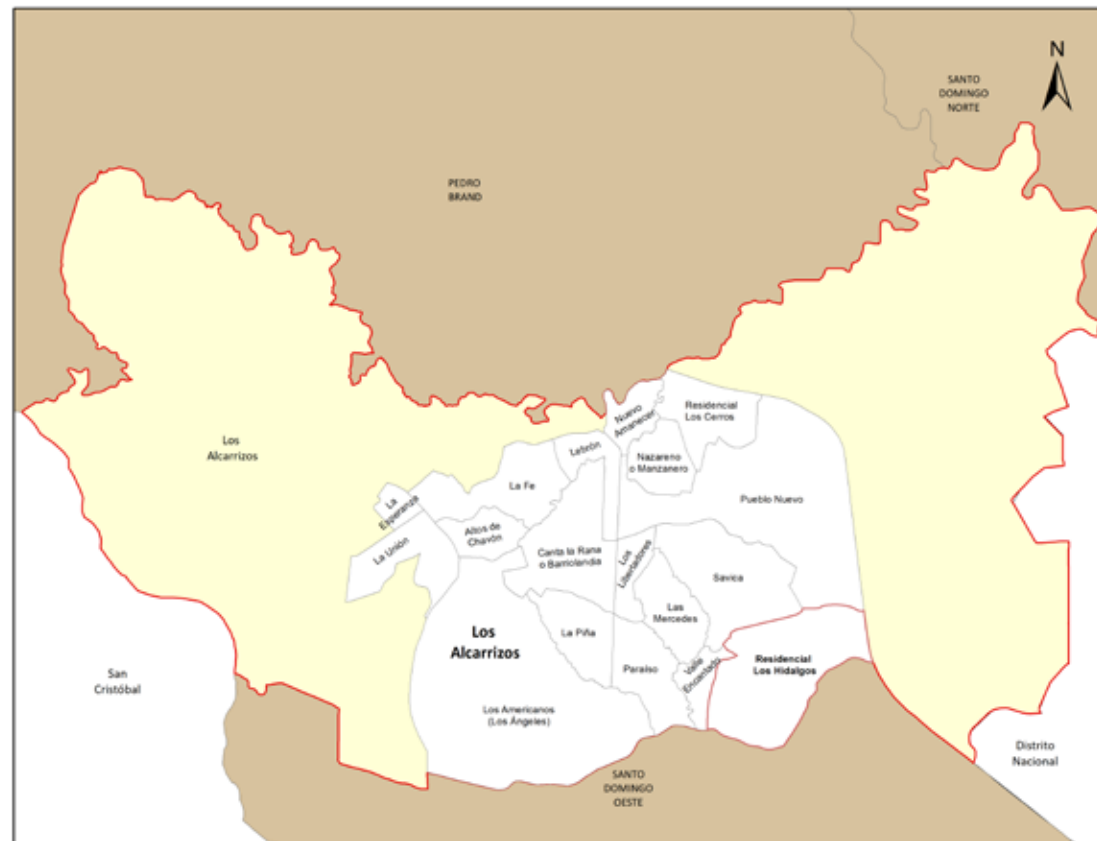 N
SANTO
DOMINGO
NORTE
PEDRO
BRAND
Nuevo
Amanecer
Residencial
Los Cerros
Lebrón
Nazareno
o Manzanero
Los
Alcarrizos
La Fe
La
Esperanza
Pueblo Nuevo
Altos de
Chavón
La Unión
Canta la Rana
o Barriolandia
Los
Libertadores
Savica
Las
Mercedes
Los
Alcarrizos
La Piña
Paraíso
Valle
Encantado
Residencial
Los Hidalgos
San
Cristóbal
Los Americanos
(Los Ángeles)
Distrito
Nacional
SANTO
DOMINGO
OESTE